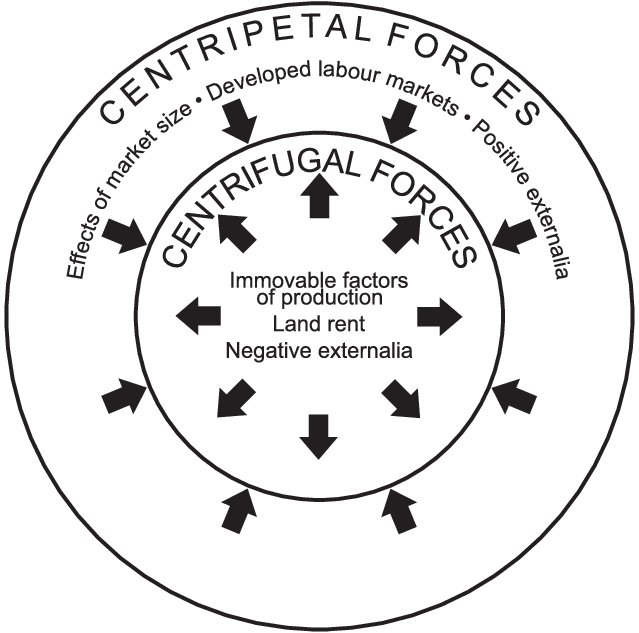 CENTRIPETAL FORCES
Effects of market size • Developed labour markets • Positive externalia
CENTRIFUGAL FORCES
Immovable factors
of production
Land rent
Negative externalia